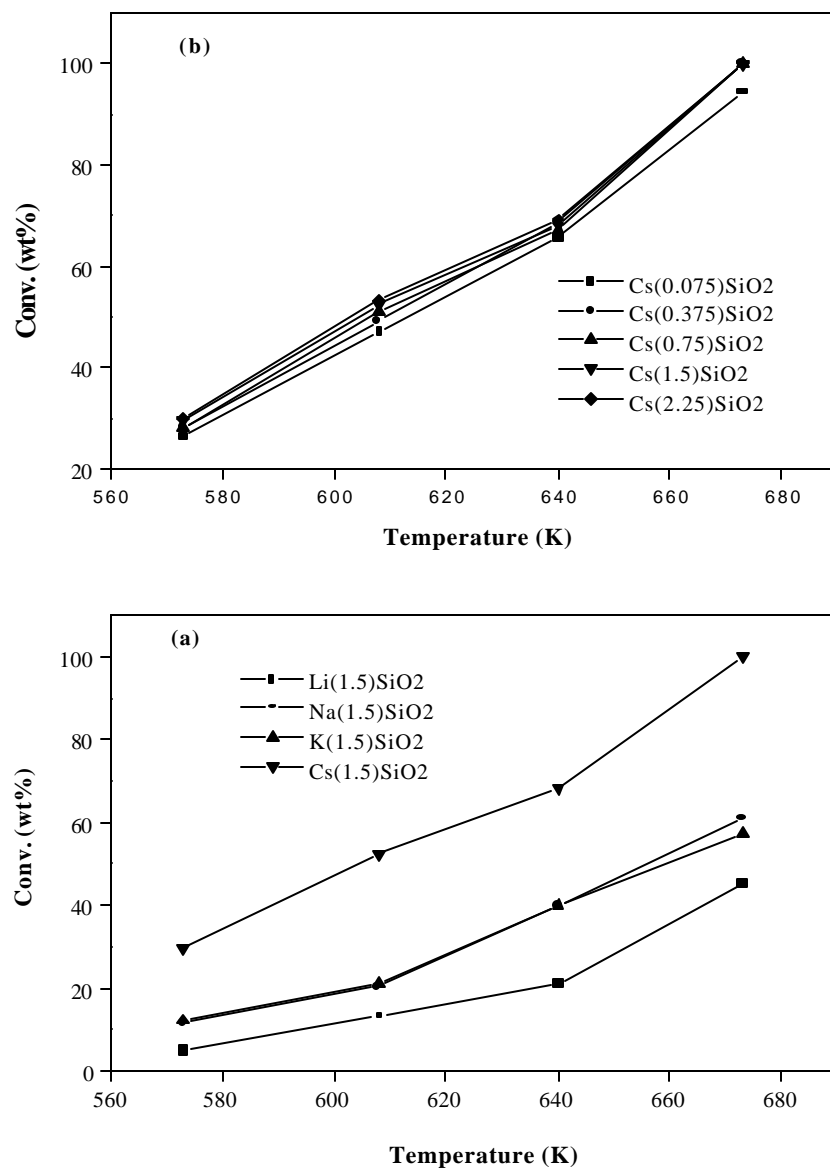 (b)
100
80
60
40
20
Conv. (wt%)
Cs(0.075)SiO2
Cs(0.375)SiO2
Cs(0.75)SiO2
Cs(1.5)SiO2
Cs(2.25)SiO2
560 580 600 620 640 660 680
Temperature (K)
(a)
100
80
60
40
20
0
Conv. (wt%)
Li(1.5)SiO2
Na(1.5)SiO2
K(1.5)SiO2
Cs(1.5)SiO2
560 580 600 620 640 660 680
Temperature (K)